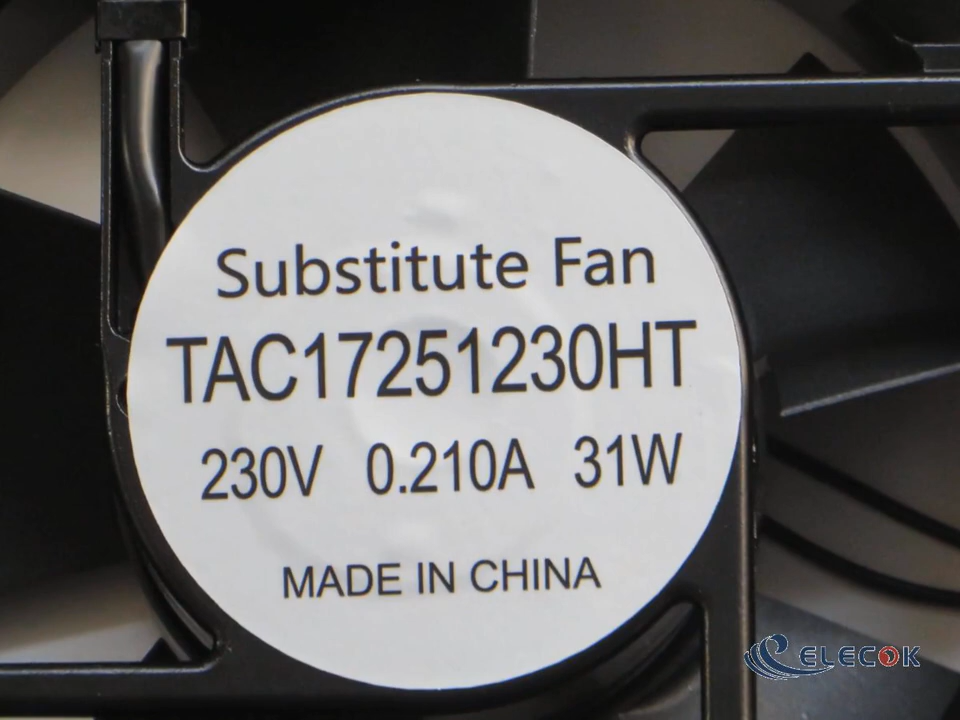 Substitute Fan
TAC17251230HT
230V 0.210A 31W
MADE IN CHINA
ELECOK